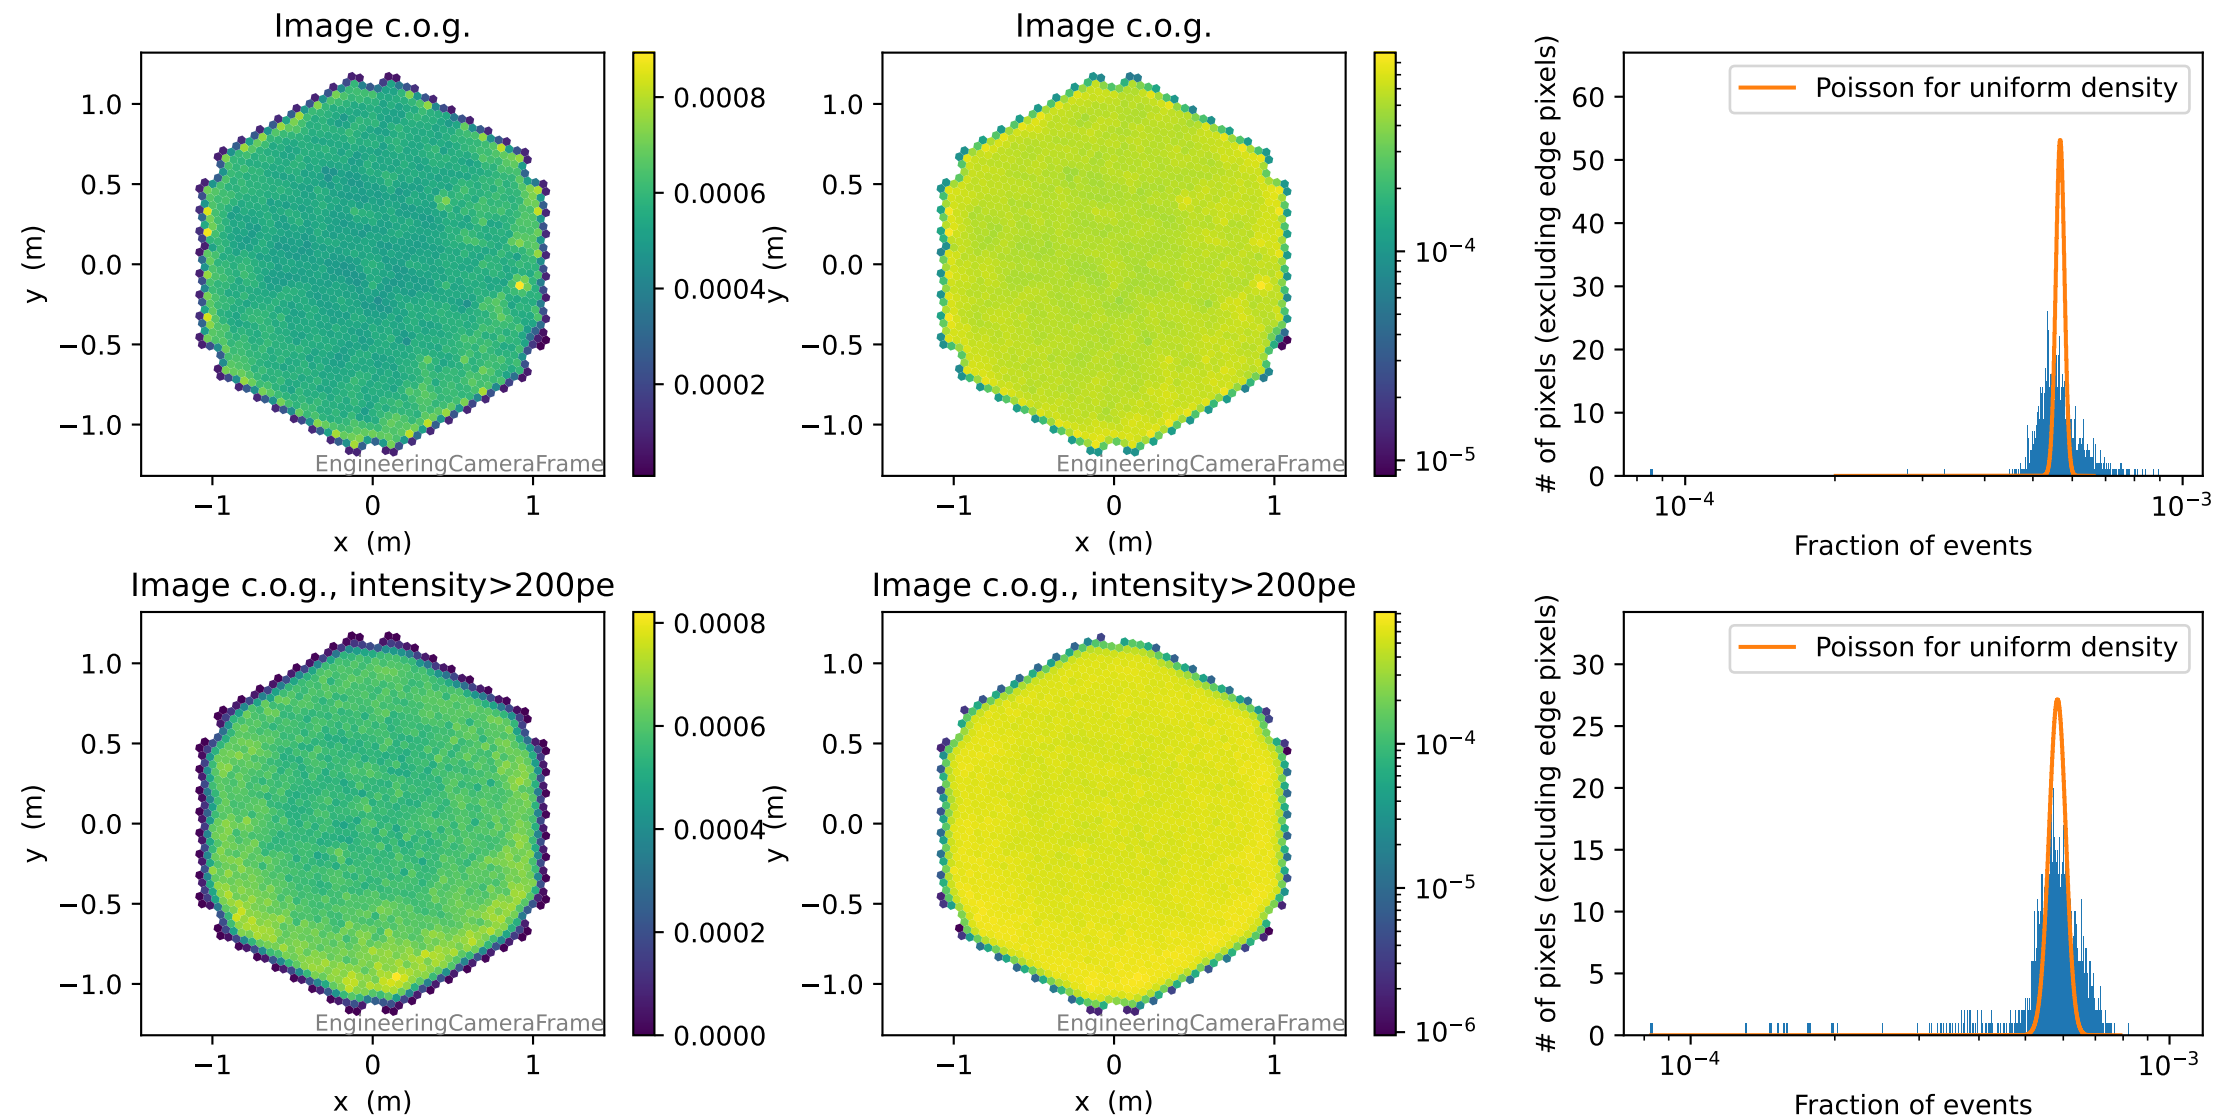 Image c.o.g.
1.0
0.5
0.0
−0.5
−1.0
y (m)
−1
0
1
x (m)
EngineeringCameraFrame
0.0008
0.0006
0.0004
0.0002
Image c.o.g.
1.0
0.5
0.0
−0.5
−1.0
y (m)
−1
0
1
x (m)
EngineeringCameraFrame
10⁻⁴
10⁻⁵
Poisson for uniform density
# of pixels (excluding edge pixels)
60
50
40
30
20
10
0
10⁻⁴
10⁻³
Fraction of events
Image c.o.g., intensity>200pe
1.0
0.5
0.0
−0.5
−1.0
y (m)
−1
0
1
x (m)
EngineeringCameraFrame
0.0008
0.0006
0.0004
0.0002
0.0000
Image c.o.g., intensity>200pe
1.0
0.5
0.0
−0.5
−1.0
y (m)
−1
0
1
x (m)
EngineeringCameraFrame
10⁻⁴
10⁻⁵
10⁻⁶
Poisson for uniform density
# of pixels (excluding edge pixels)
30
25
20
15
10
5
0
10⁻⁴
10⁻³
Fraction of events